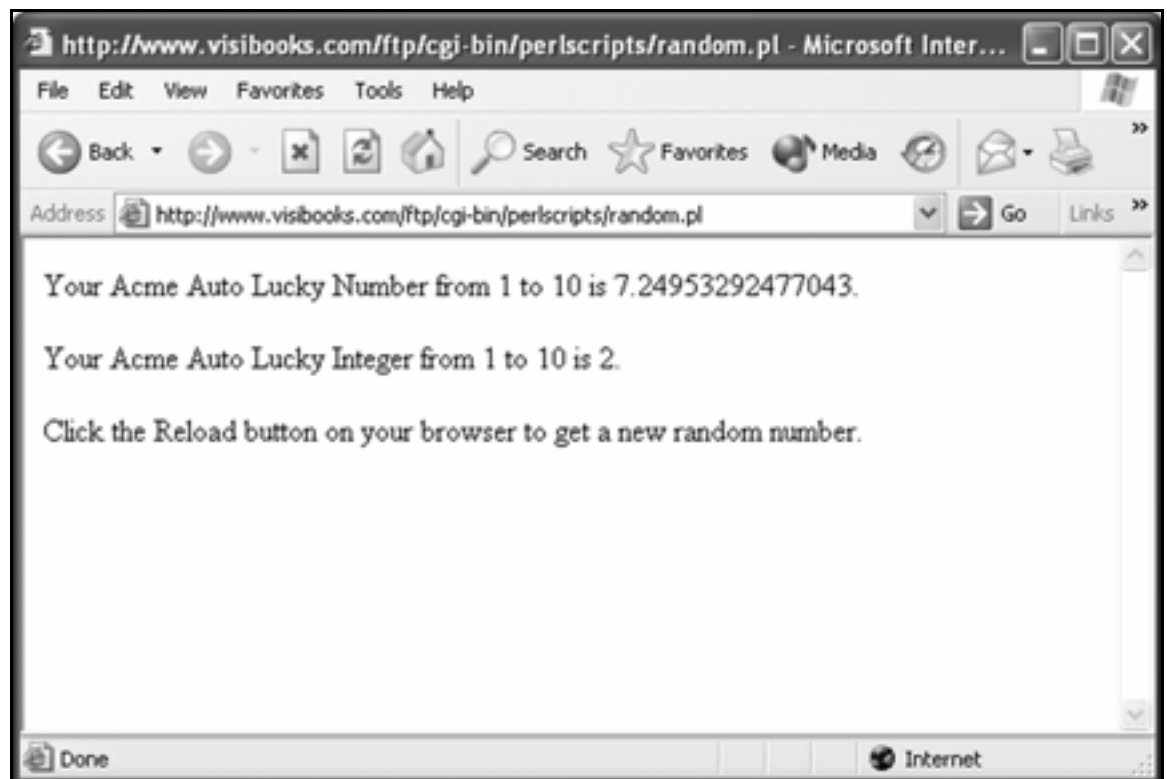 http://www.visibooks.com/ftp/cgi-bin/perlscripts/random.pl - Microsoft Inter...
File Edit View Favorites Tools Help
Back Search Favorites Media »
Address http://www.visibooks.com/ftp/cgi-bin/perlscripts/random.pl Go Links »
Your Acme Auto Lucky Number from 1 to 10 is 7.24953292477043.
Your Acme Auto Lucky Integer from 1 to 10 is 2.
Click the Reload button on your browser to get a new random number.
Done Internet